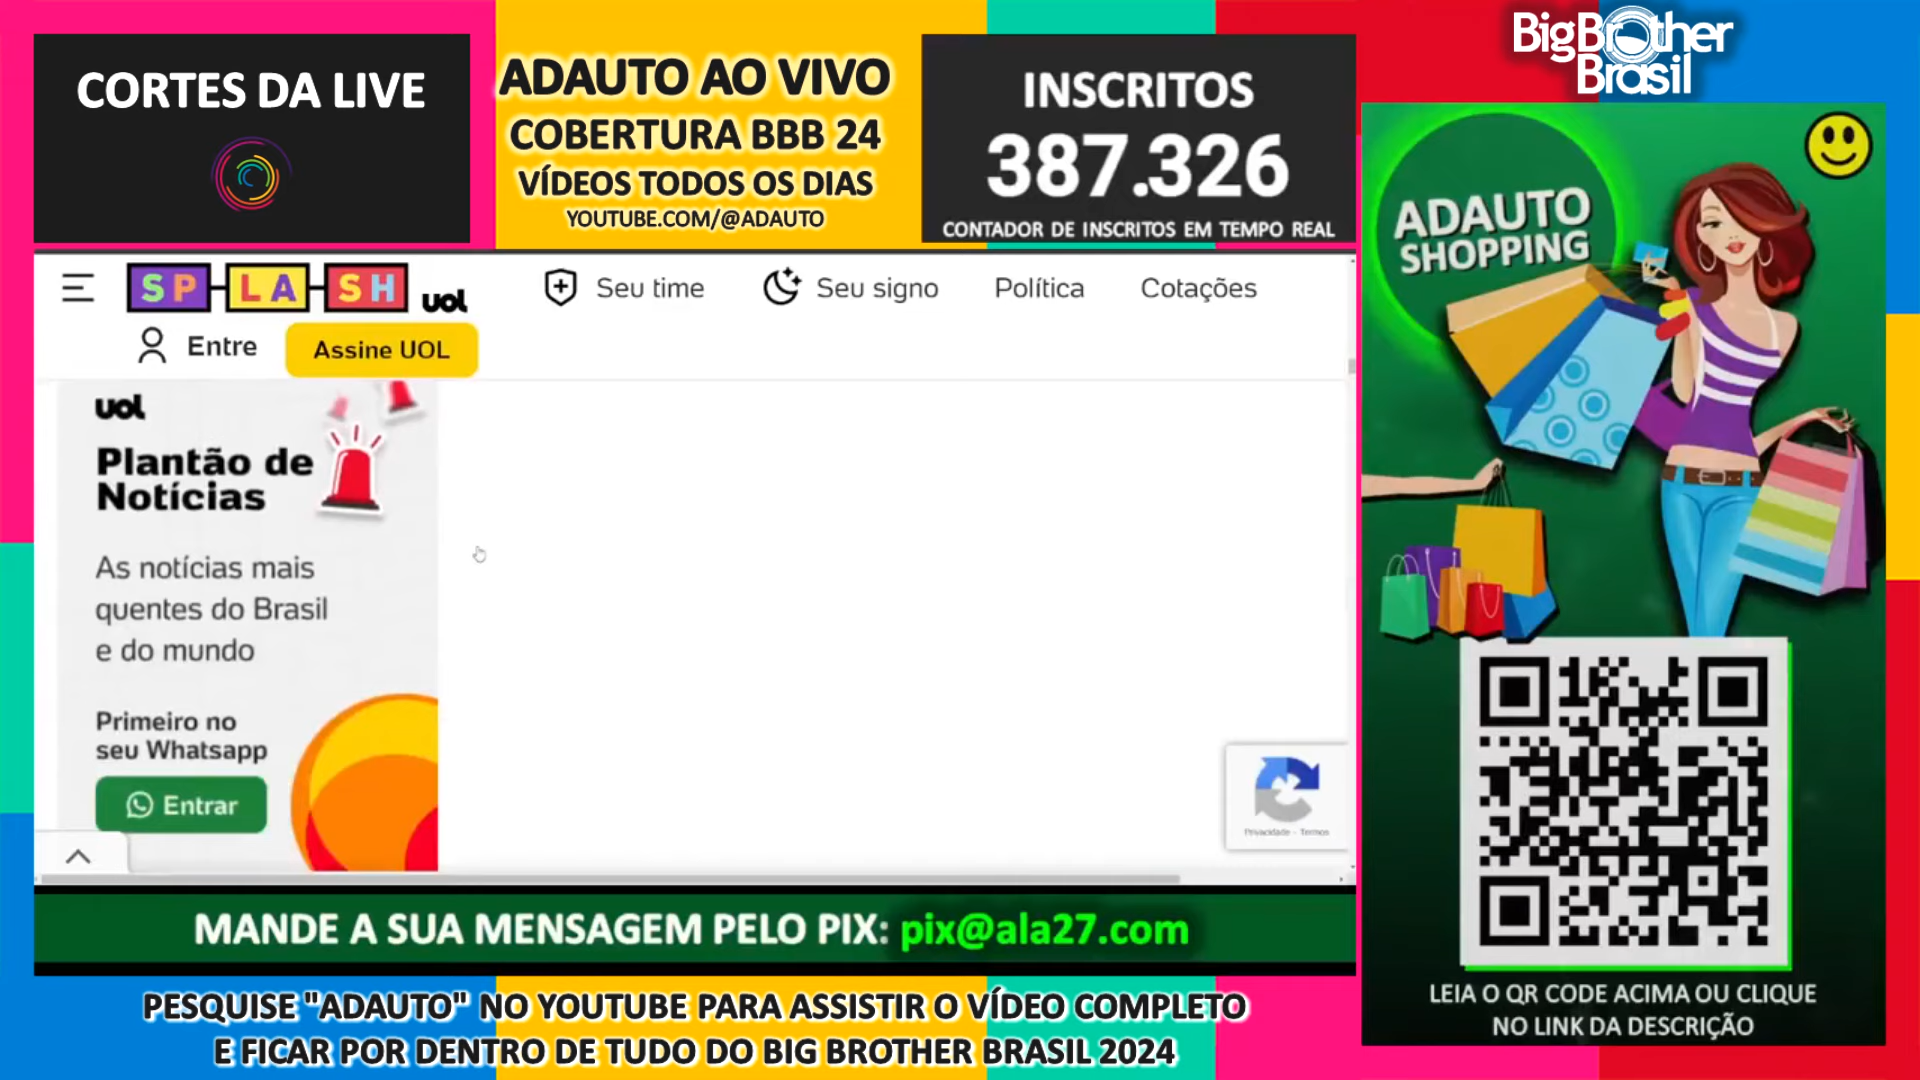 CORTES DA LIVE
ADAUTO AO VIVO
COBERTURA BBB 24
VÍDEOS TODOS OS DIAS
YOUTUBE.COM/@ADAUTO
INSCRITOS
387.326
CONTADOR DE INSCRITOS EM TEMPO REAL
BigBrother
Brasil
SPLASH uol
Seu time
Seu signo
Política
Cotações
Entre
Assine UOL
uol
Plantão de
Notícias
As notícias mais
quentes do Brasil
e do mundo
Primeiro no
seu Whatsapp
Entrar
Privacidade - Termos
ADAUTO
SHOPPING
LEIA O QR CODE ACIMA OU CLIQUE
NO LINK DA DESCRIÇÃO
MANDE A SUA MENSAGEM PELO PIX: pix@ala27.com
PESQUISE "ADAUTO" NO YOUTUBE PARA ASSISTIR O VÍDEO COMPLETO
E FICAR POR DENTRO DE TUDO DO BIG BROTHER BRASIL 2024